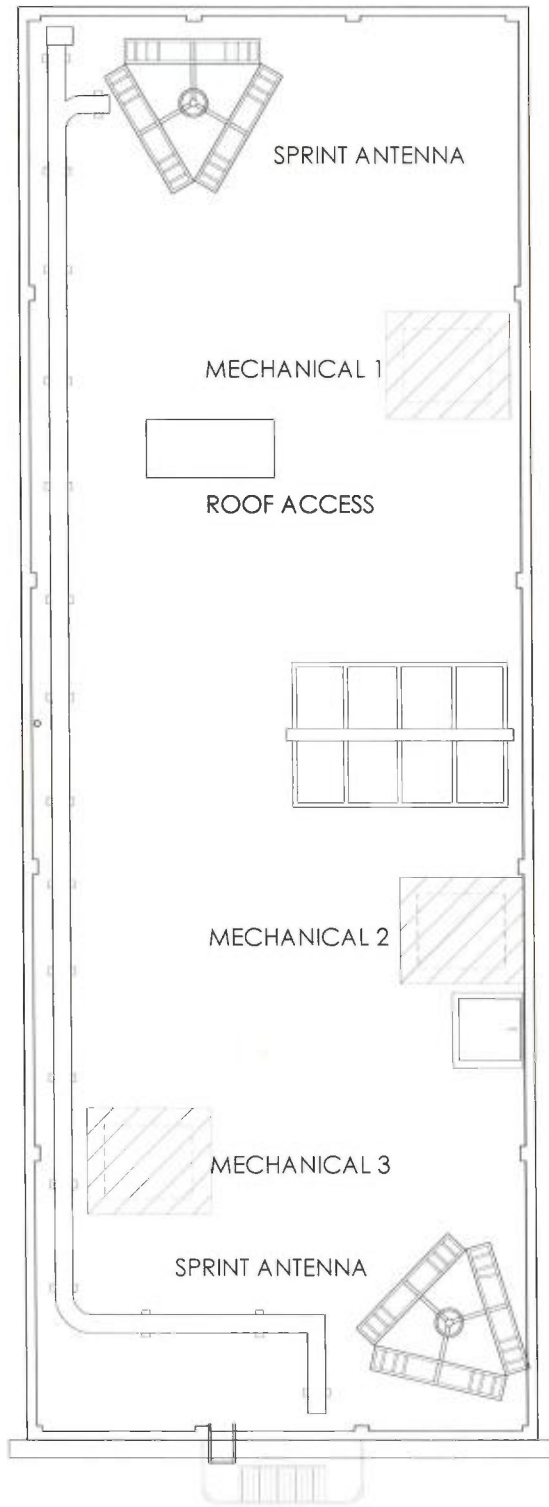 SPRINT ANTENNA
MECHANICAL 1
ROOF ACCESS
MECHANICAL 2
MECHANICAL 3
SPRINT ANTENNA